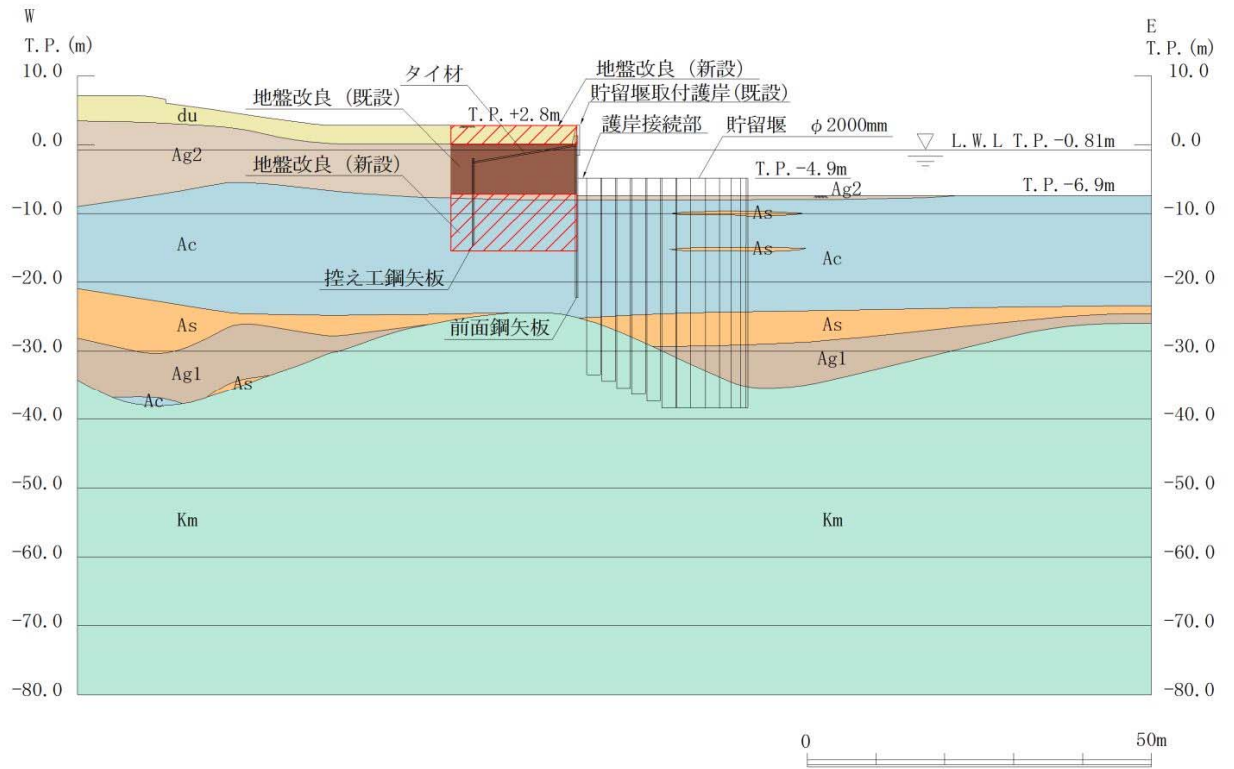 W
T.P.(m)
E
T.P.(m)
10.0
0.0
-10.0
-20.0
-30.0
-40.0
-50.0
-60.0
-70.0
-80.0
10.0
0.0
-10.0
-20.0
-30.0
-40.0
-50.0
-60.0
-70.0
-80.0
タイ材
地盤改良（新設）
地盤改良（既設）
T.P.+2.8m
貯留堰取付護岸(既設)
護岸接続部
貯留堰 φ2000mm
L.W.L T.P.-0.81m
地盤改良（新設）
T.P.-4.9m
T.P.-6.9m
du
Ag2
Ag2
As
Ac
As
Ac
控え工鋼矢板
前面鋼矢板
As
As
Ag1
Ag1
As
Ac
Km
Km
0
50m